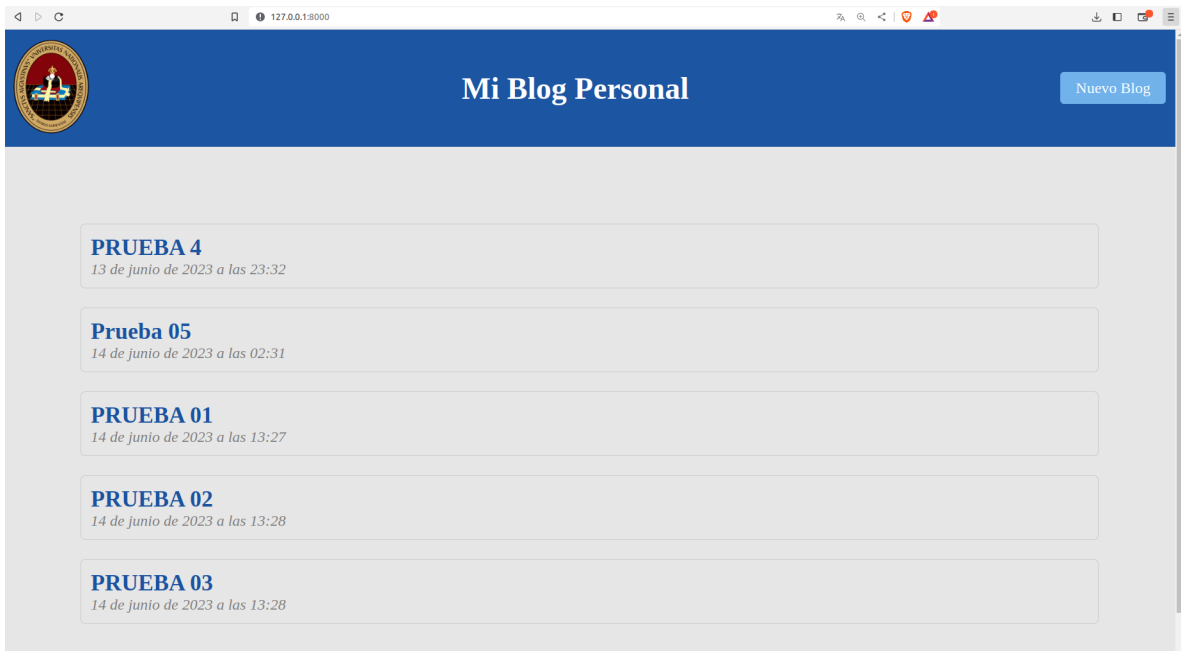 127.0.0.1:8000
Mi Blog Personal
Nuevo Blog
PRUEBA 4
13 de junio de 2023 a las 23:32
Prueba 05
14 de junio de 2023 a las 02:31
PRUEBA 01
14 de junio de 2023 a las 13:27
PRUEBA 02
14 de junio de 2023 a las 13:28
PRUEBA 03
14 de junio de 2023 a las 13:28